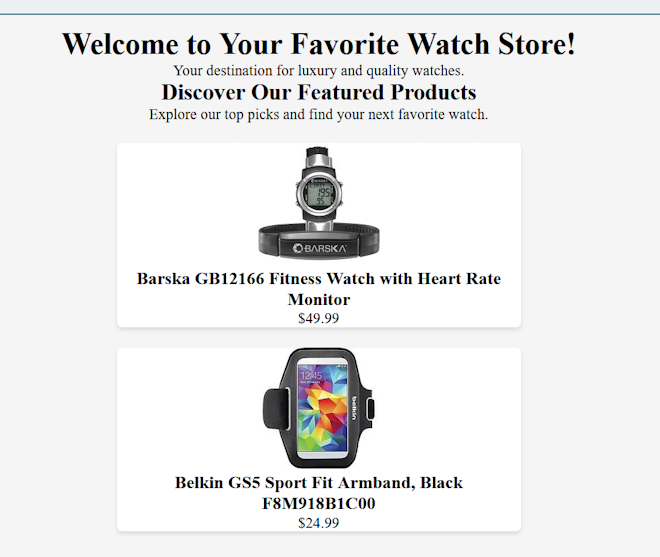 Welcome to Your Favorite Watch Store!
Your destination for luxury and quality watches.
Discover Our Featured Products
Explore our top picks and find your next favorite watch.
BARSKA
Barska GB12166 Fitness Watch with Heart Rate
Monitor
$49.99
12:45
belkin
Belkin GS5 Sport Fit Armband, Black
F8M918B1C00
$24.99